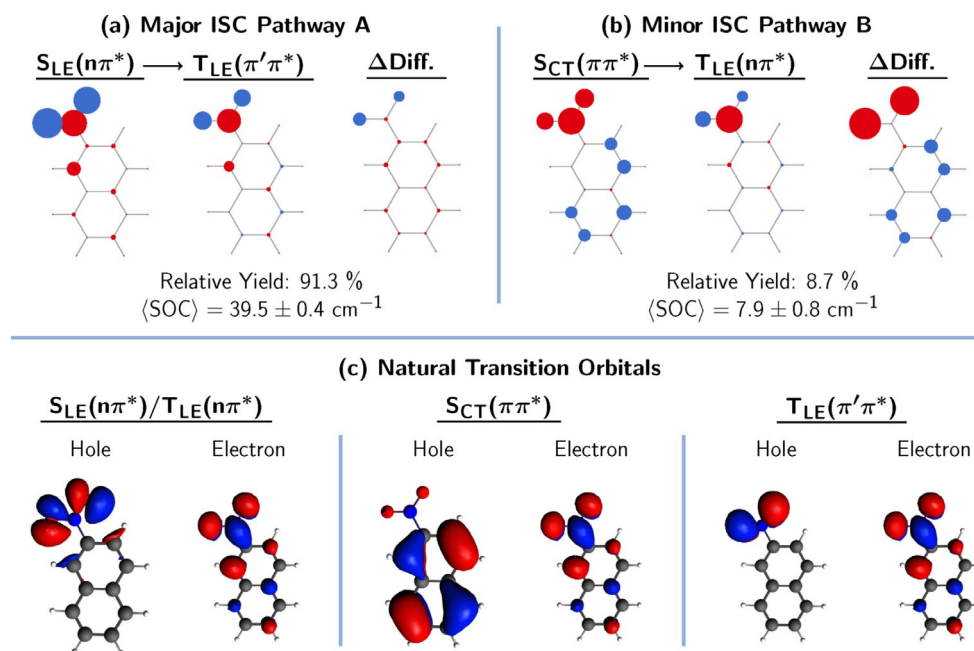 (a) Major ISC Pathway A
S_LE(nπ*) ⟶ T_LE(π′π*) ΔDiff.
Relative Yield: 91.3 %
⟨SOC⟩ = 39.5 ± 0.4 cm⁻¹
(b) Minor ISC Pathway B
S_CT(ππ*) ⟶ T_LE(nπ*) ΔDiff.
Relative Yield: 8.7 %
⟨SOC⟩ = 7.9 ± 0.8 cm⁻¹
(c) Natural Transition Orbitals
S_LE(nπ*)/T_LE(nπ*)
Hole Electron
S_CT(ππ*)
Hole Electron
T_LE(π′π*)
Hole Electron